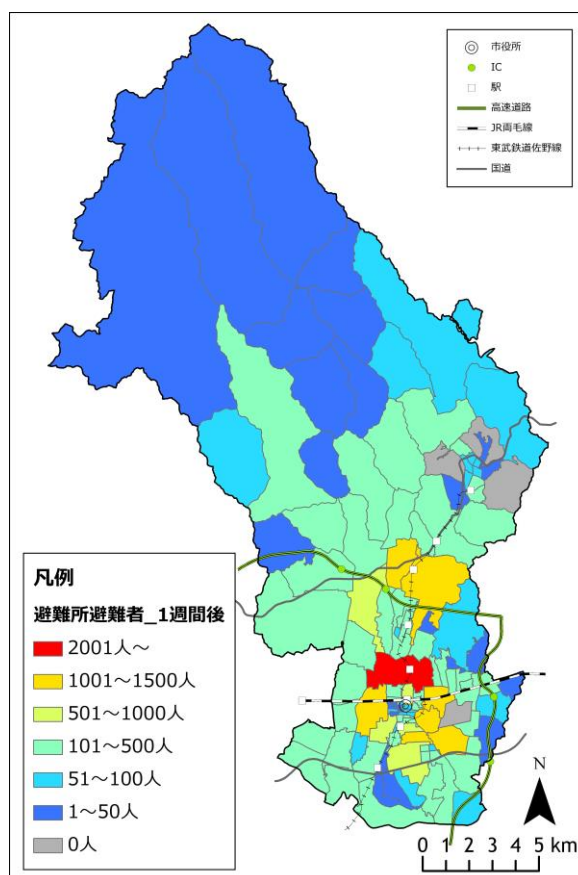 市役所
IC
駅
高速道路
JR両毛線
東武鉄道佐野線
国道
凡例
避難所避難者_1週間後
2001人～
1001～1500人
501～1000人
101～500人
51～100人
1～50人
0人
N
0 1 2 3 4 5 km